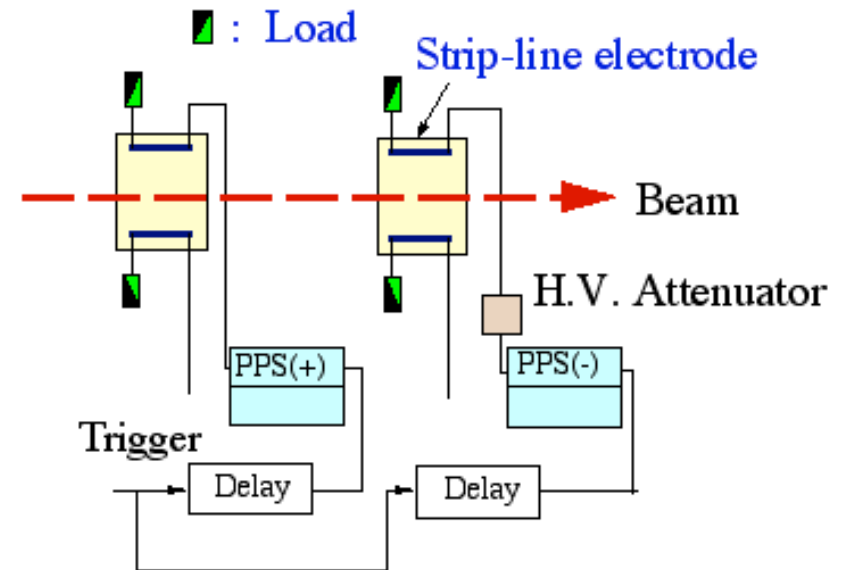 : Load
Strip-line electrode
Beam
H.V. Attenuator
PPS(+)
PPS(-)
Trigger
Delay
Delay